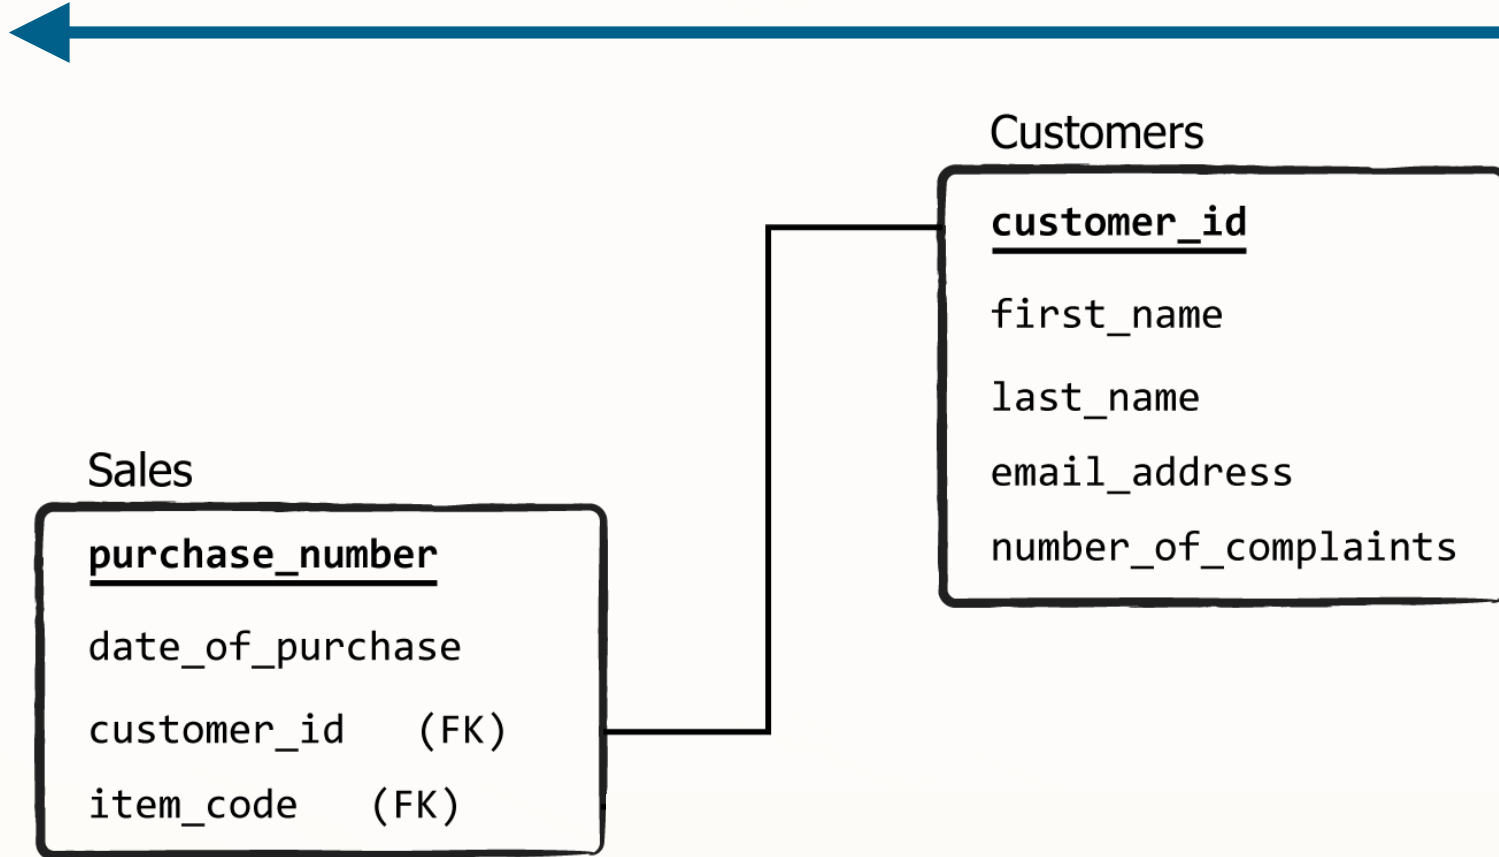 Customers
customer_id
first_name
last_name
email_address
number_of_complaints
Sales
purchase_number
date_of_purchase
customer_id (FK)
item_code (FK)